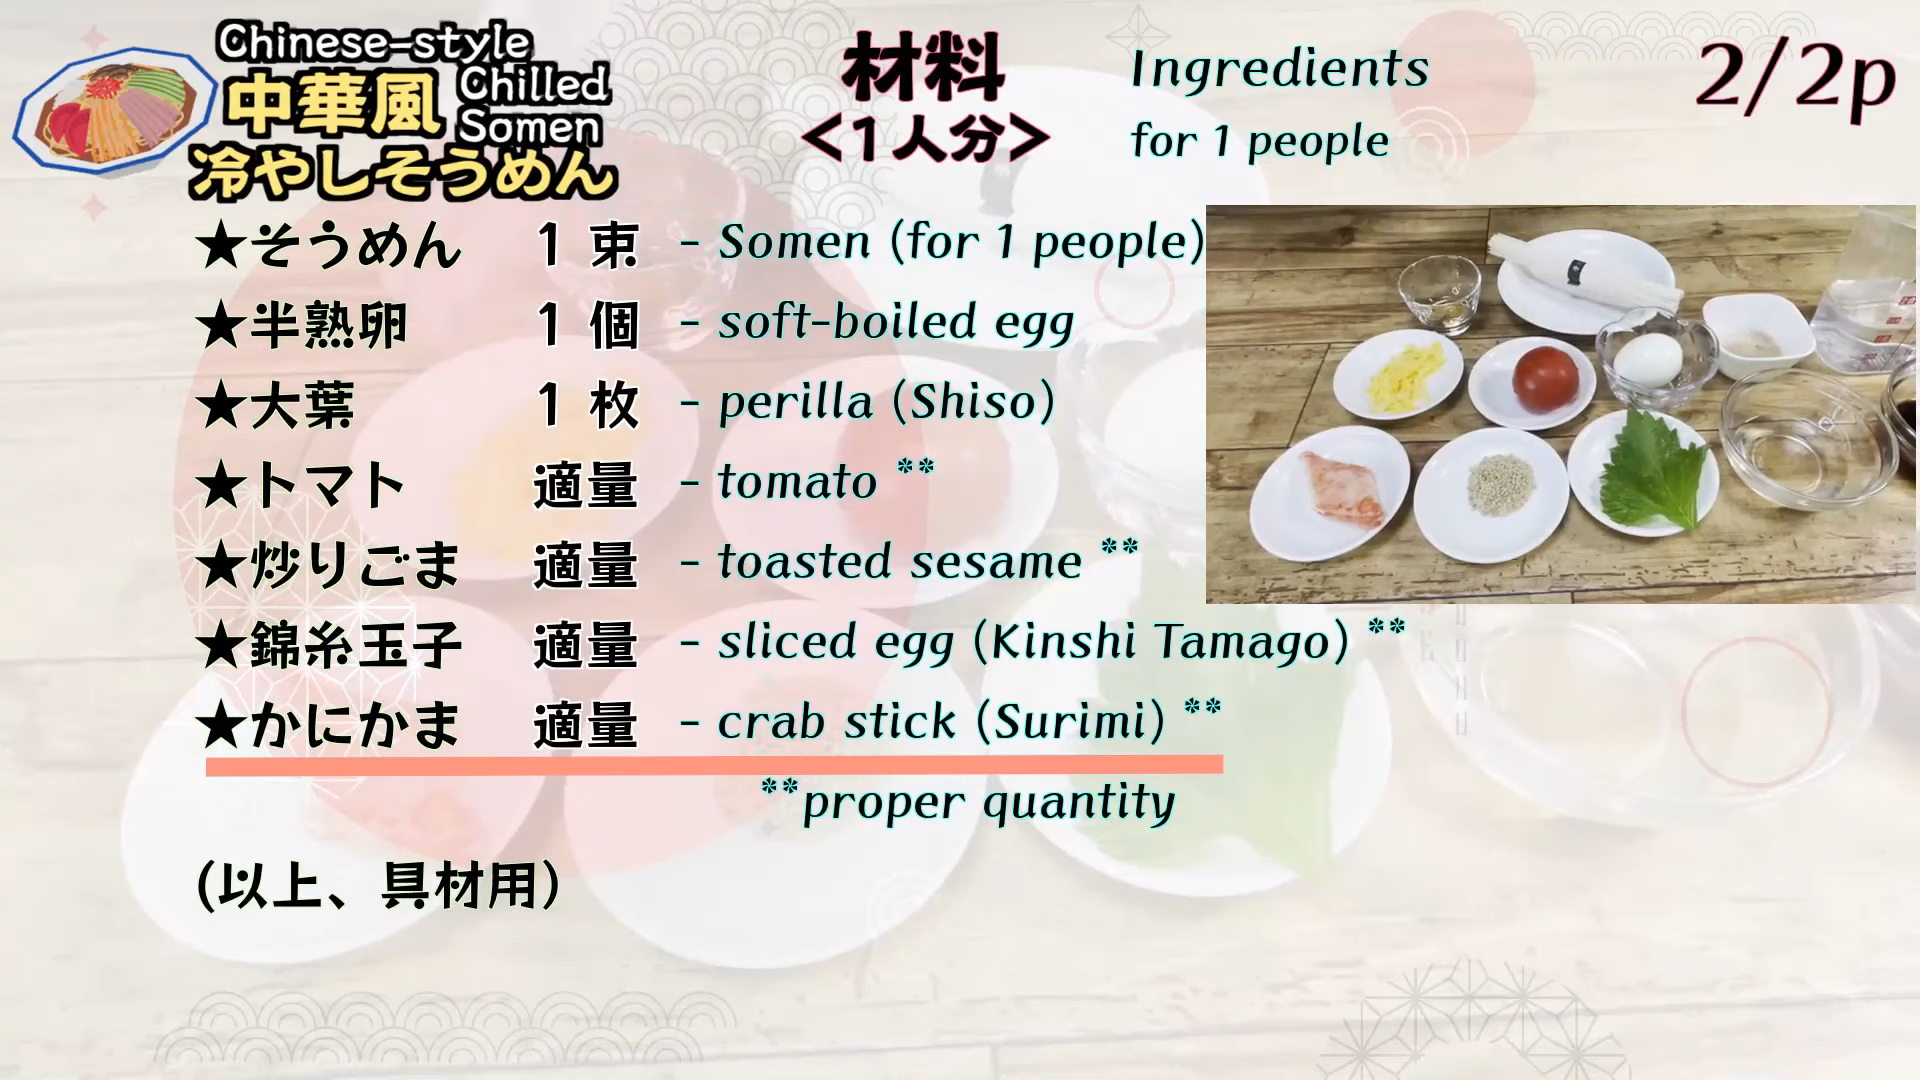 Chinese-style
中華風 Chilled
Somen
冷やしそうめん
材料
<1人分>
Ingredients
for 1 people
2/2p
★そうめん 1 束 - Somen (for 1 people)
★半熟卵 1 個 - soft-boiled egg
★大葉 1 枚 - perilla (Shiso)
★トマト 適量 - tomato **
★炒りごま 適量 - toasted sesame **
★錦糸玉子 適量 - sliced egg (Kinshi Tamago) **
★かにかま 適量 - crab stick (Surimi) **
**proper quantity
(以上、具材用)